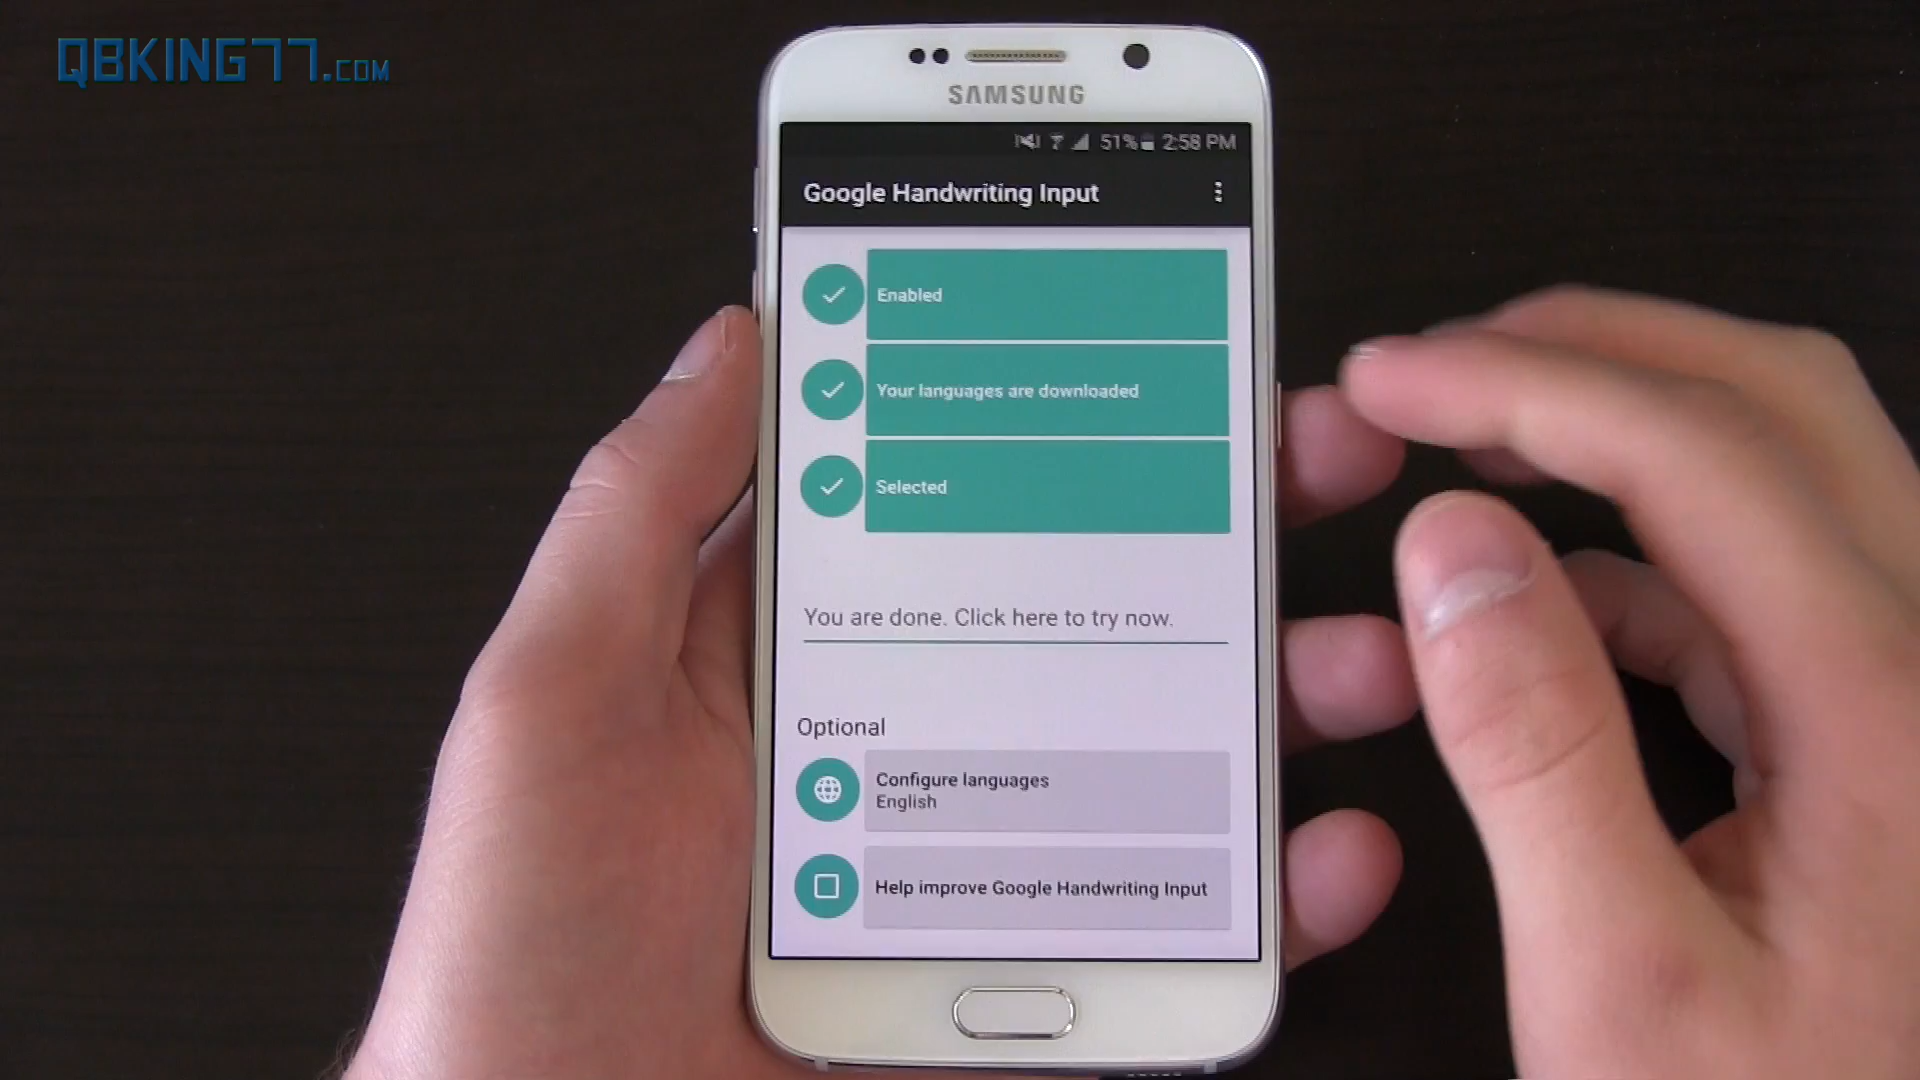 QBKING77.COM
SAMSUNG
51% 2:58 PM
Google Handwriting Input
Enabled
Your languages are downloaded
Selected
You are done. Click here to try now.
Optional
Configure languages
English
Help improve Google Handwriting Input